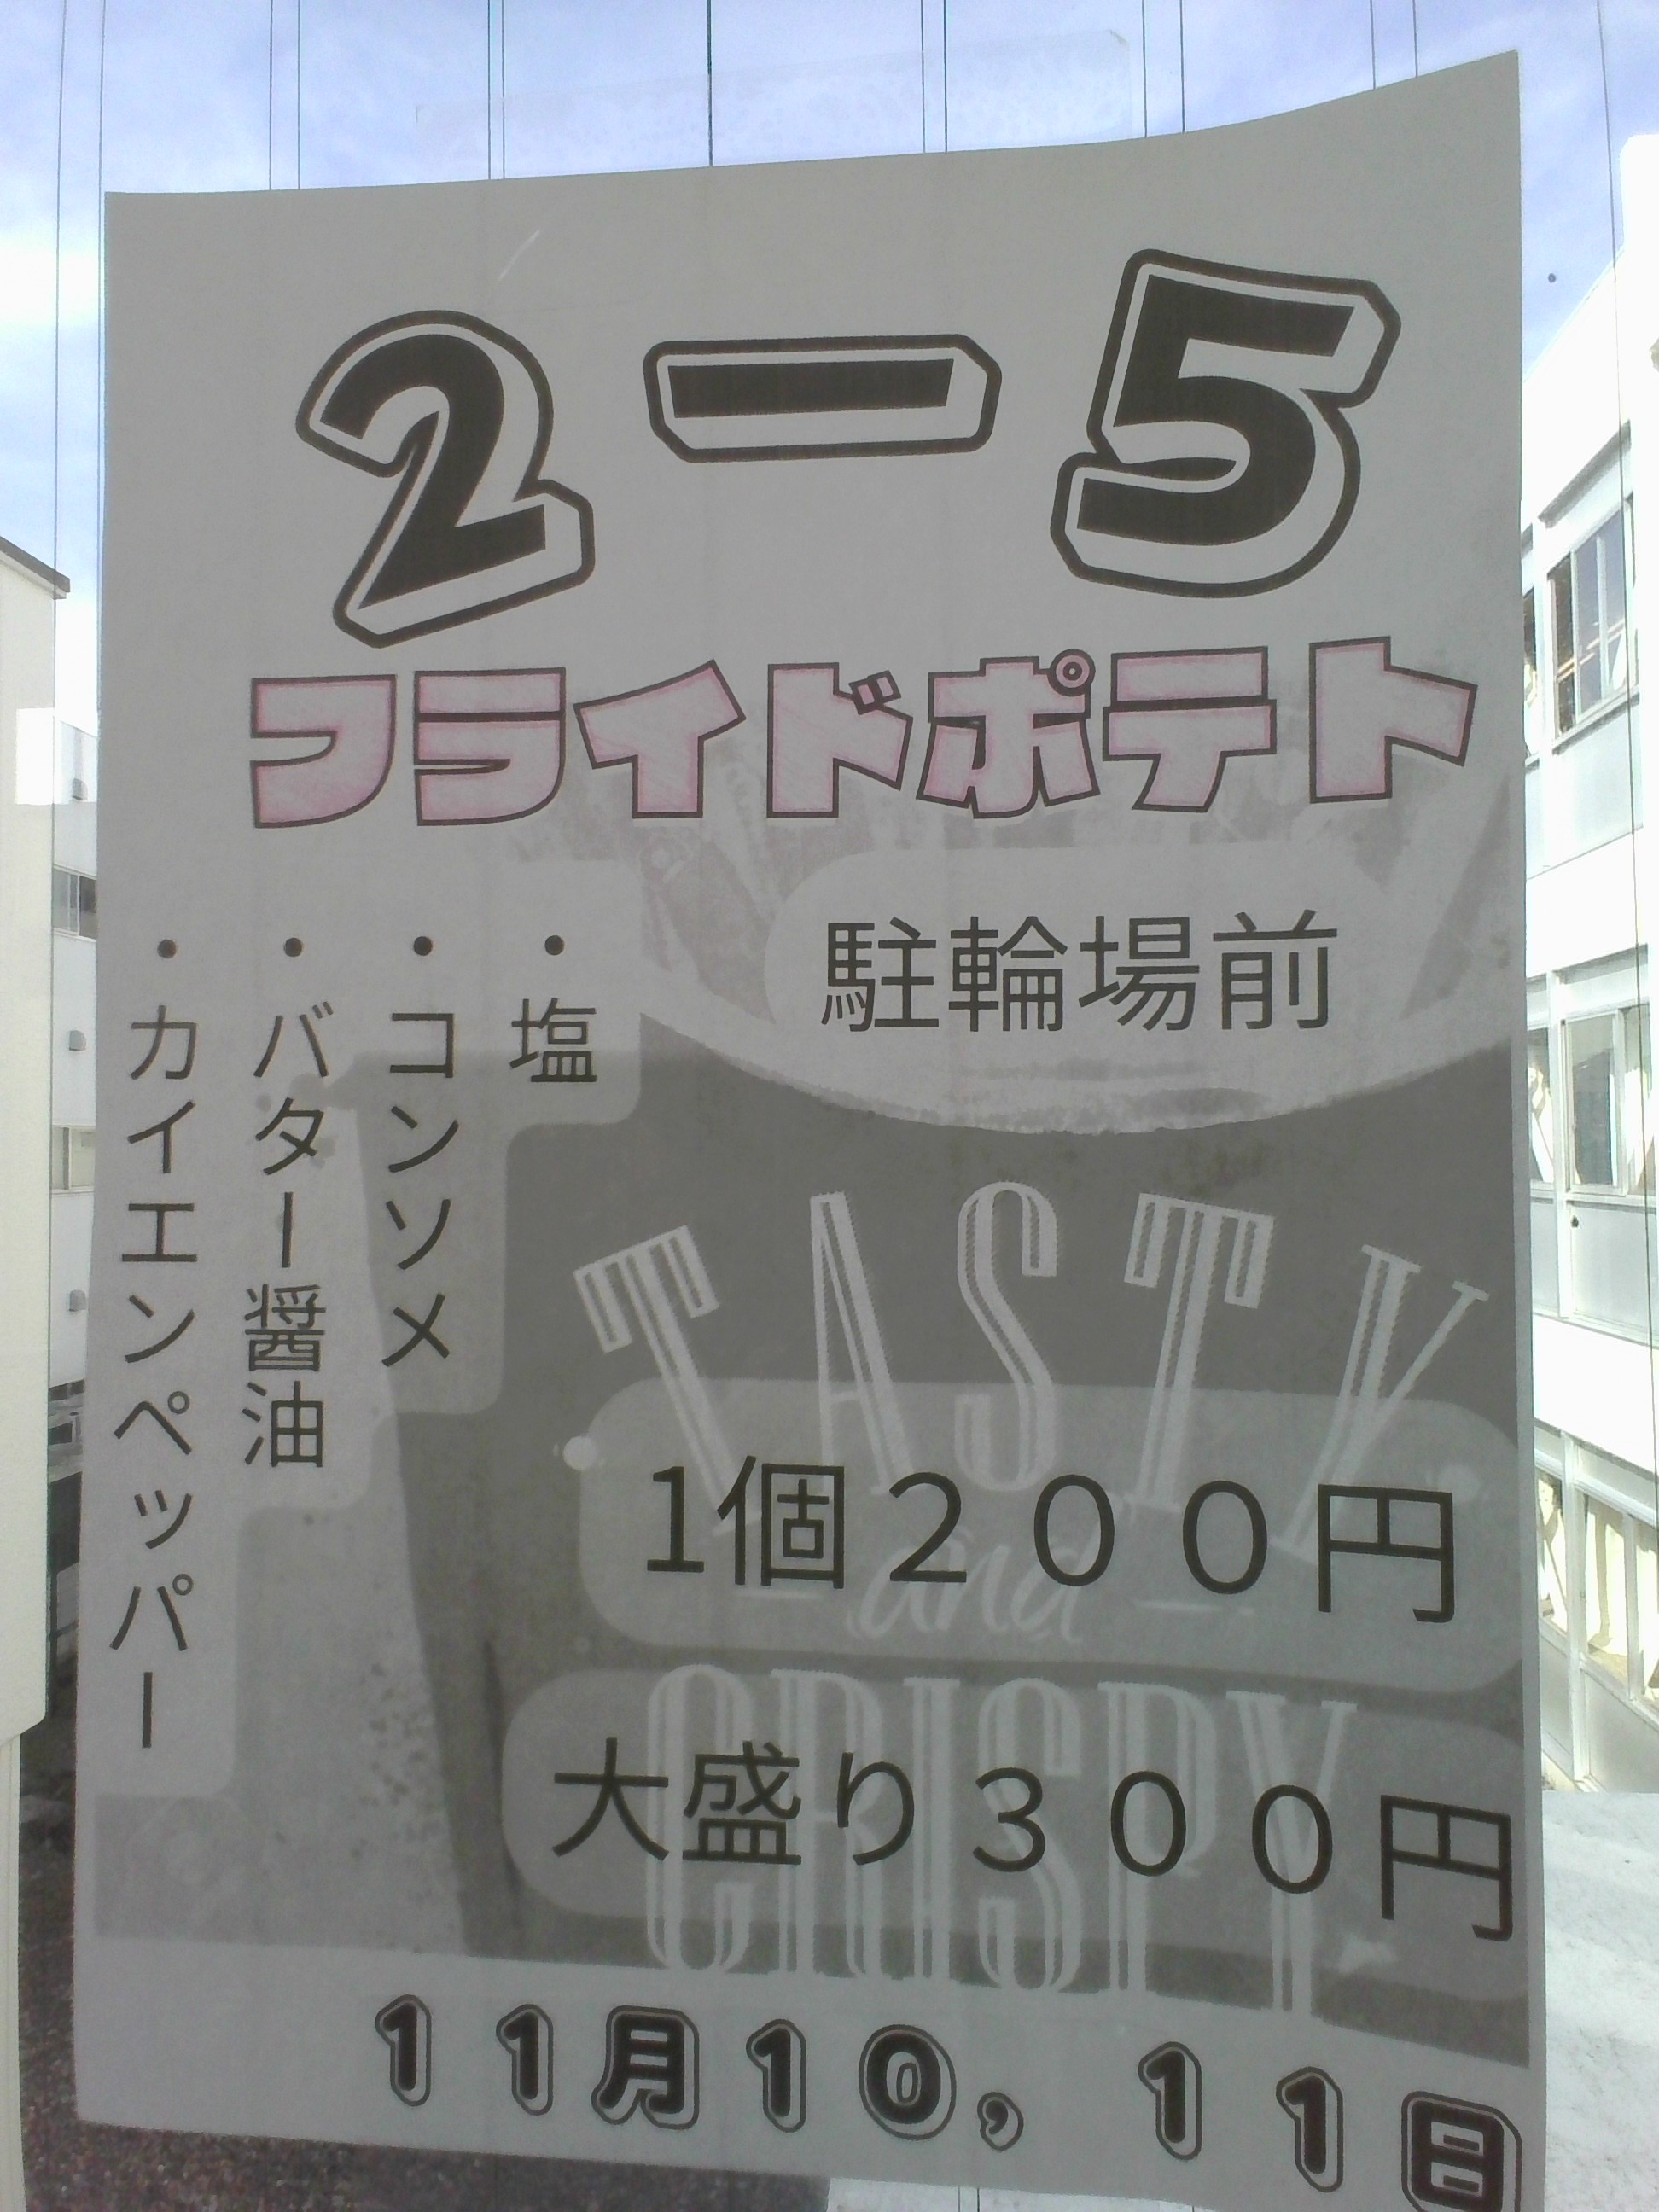 2－5
フライドポテト
駐輪場前
・塩
・コンソメ
・バター醤油
・カイエンペッパー
TASTY
and
CRISPY
1個２００円
大盛り３００円
11月10，11日